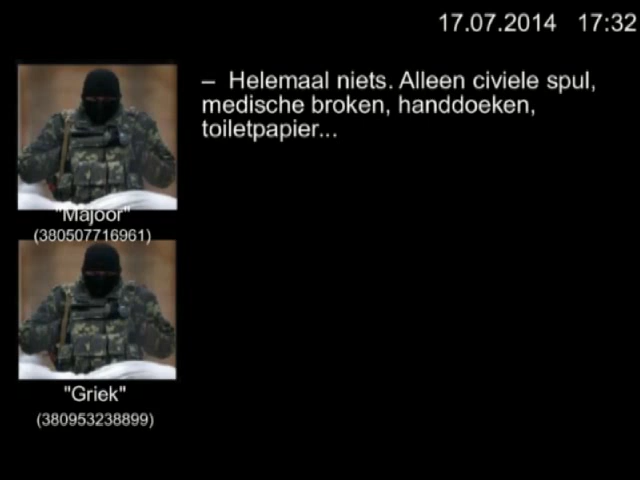 17.07.2014 17:32
– Helemaal niets. Alleen civiele spul,
medische broken, handdoeken,
toiletpapier...
"Majoor"
(380507716961)
"Griek"
(380953238899)